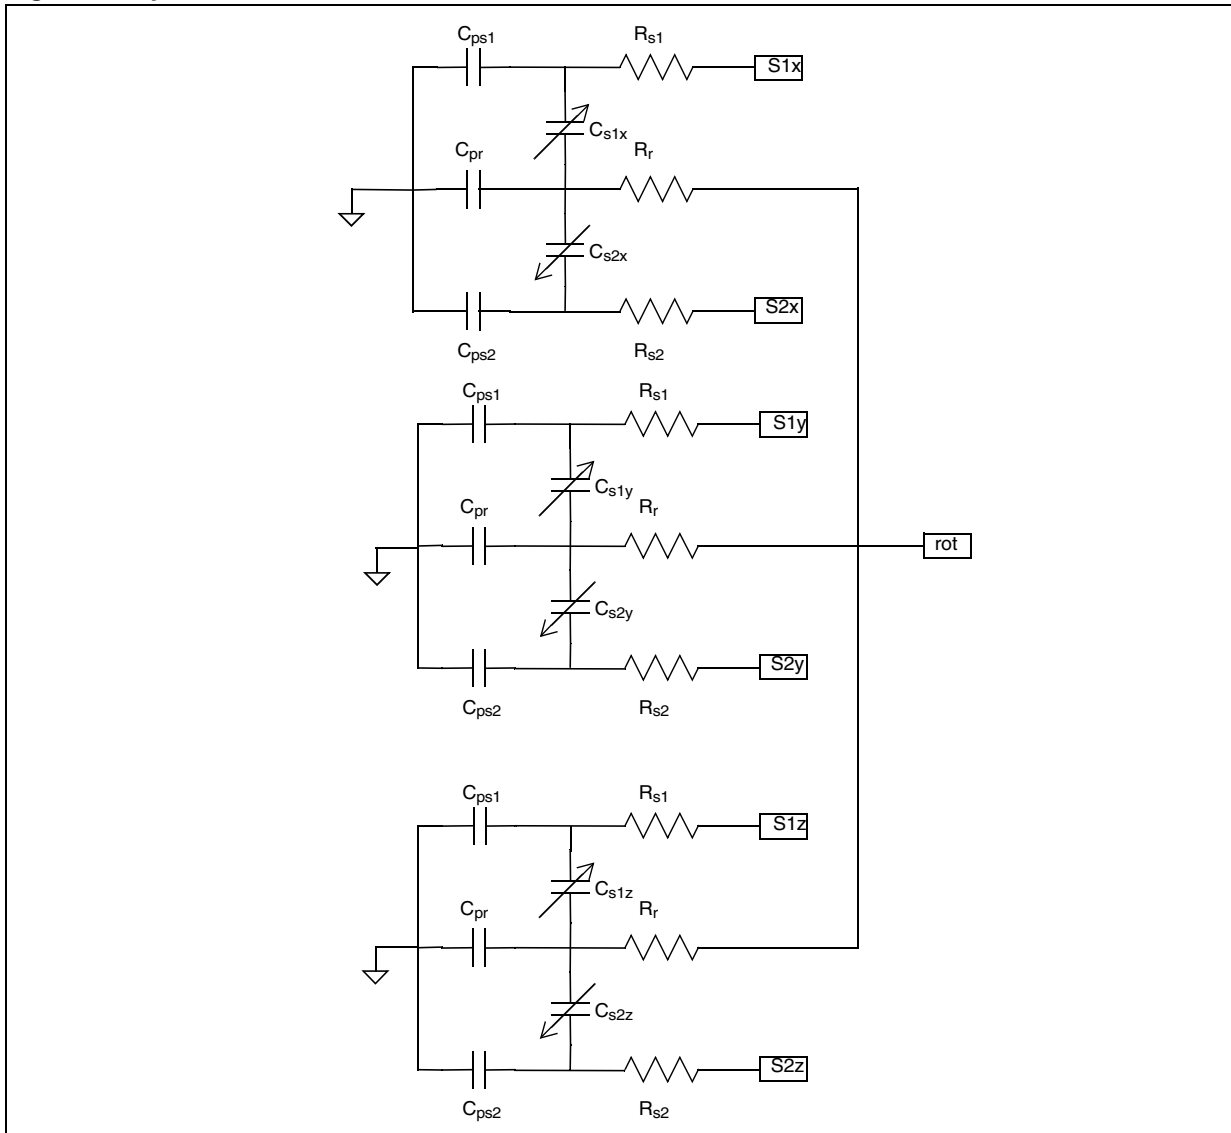 Cps1 Rs1
S1x
Cs1x
Cpr Rr
Cs2x
S2x
Cps2 Rs2
Cps1 Rs1
S1y
Cs1y
Cpr Rr
rot
Cs2y
S2y
Cps2 Rs2
Cps1 Rs1
S1z
Cs1z
Cpr Rr
Cs2z
S2z
Cps2 Rs2